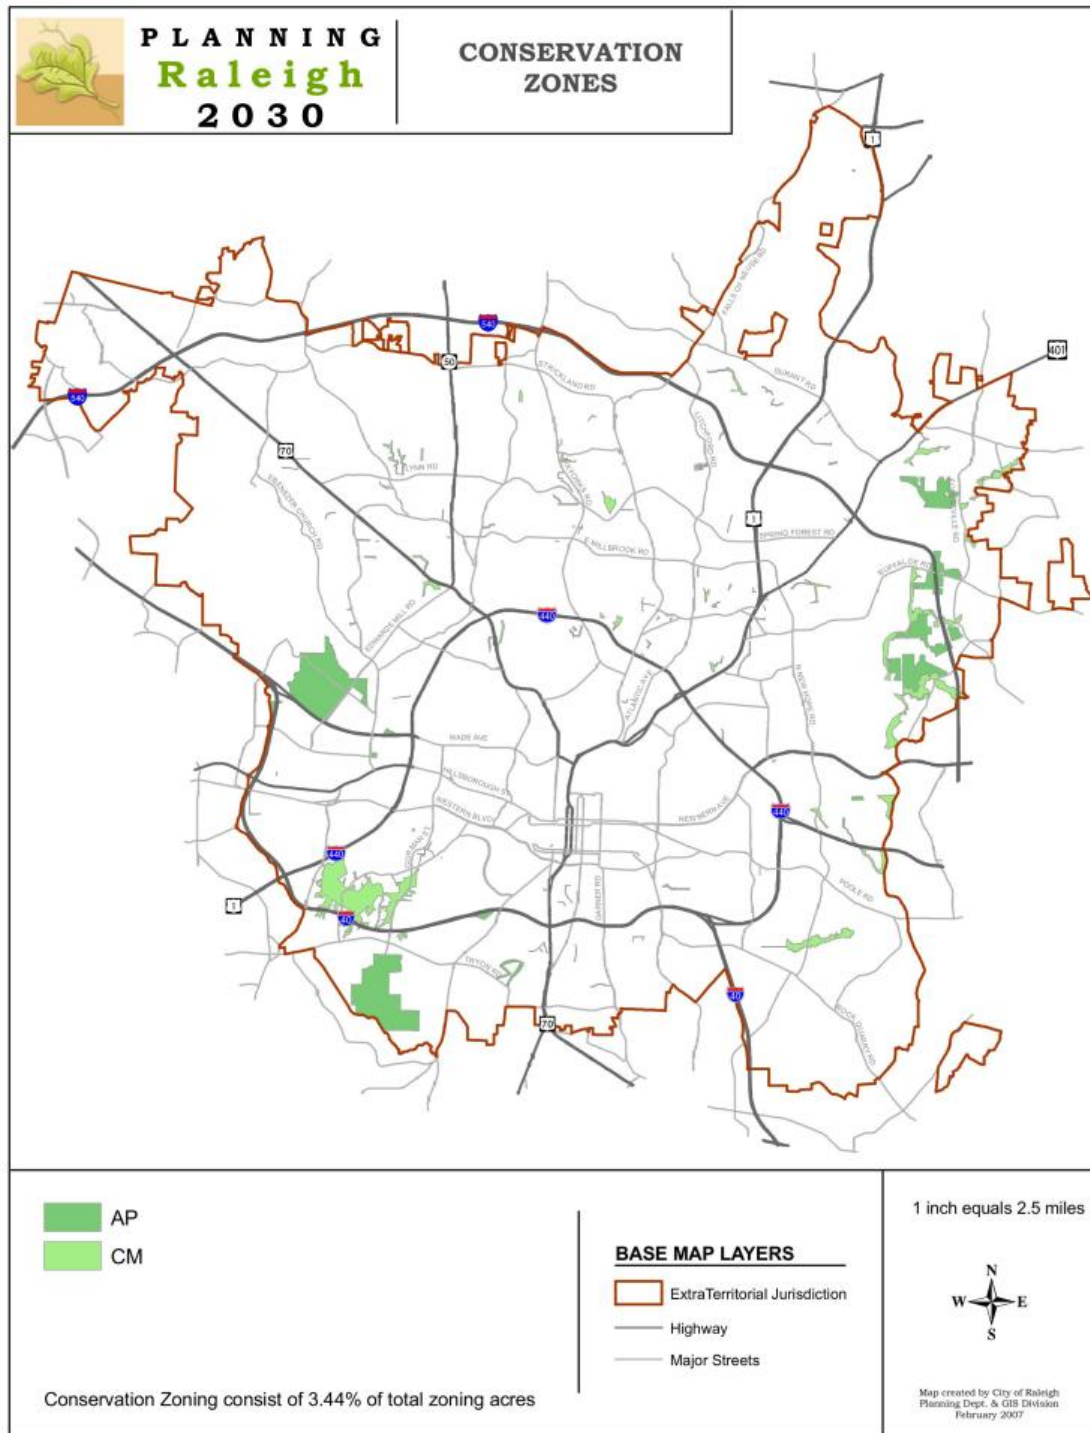 PLANNING
Raleigh
2030
CONSERVATION
ZONES
1
540
50
401
540
70
FALLS OF NEUSE RD
STRICKLAND RD
DURANT RD
LITCHFORD RD
LYNN RD
EBENEZER CHURCH RD
1
SPRING FOREST RD
E MILLBROOK RD
EDWARDS MILL RD
440
ATLANTIC AVE
N NEW HOPE RD
WADE AVE
HILLSBOROUGH ST
WESTERN BLVD
NEW BERN AVE
440
440
GORMAN ST
POOLE RD
1
40
GARNER RD
TRYON RD
40
70
ROCK QUARRY RD
AP
CM
Conservation Zoning consist of 3.44% of total zoning acres
BASE MAP LAYERS
ExtraTerritorial Jurisdiction
Highway
Major Streets
1 inch equals 2.5 miles
N
W E
S
Map created by City of Raleigh
Planning Dept. & GIS Division
February 2007